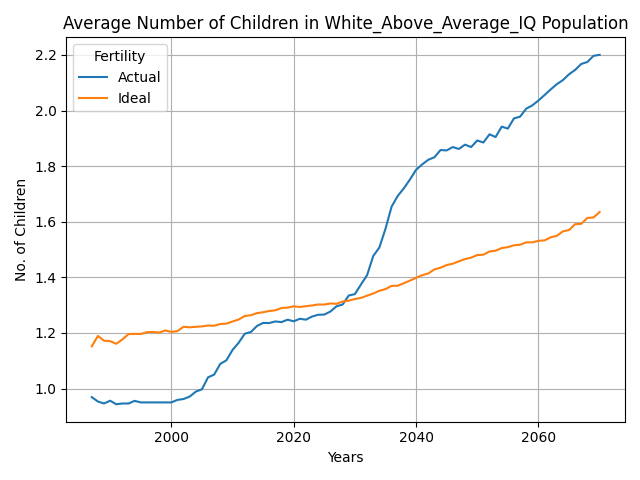 Average Number of Children in White_Above_Average_IQ Population
Fertility
Actual
Ideal
2.2
2.0
1.8
1.6
1.4
1.2
1.0
No. of Children
2000
2020
2040
2060
Years